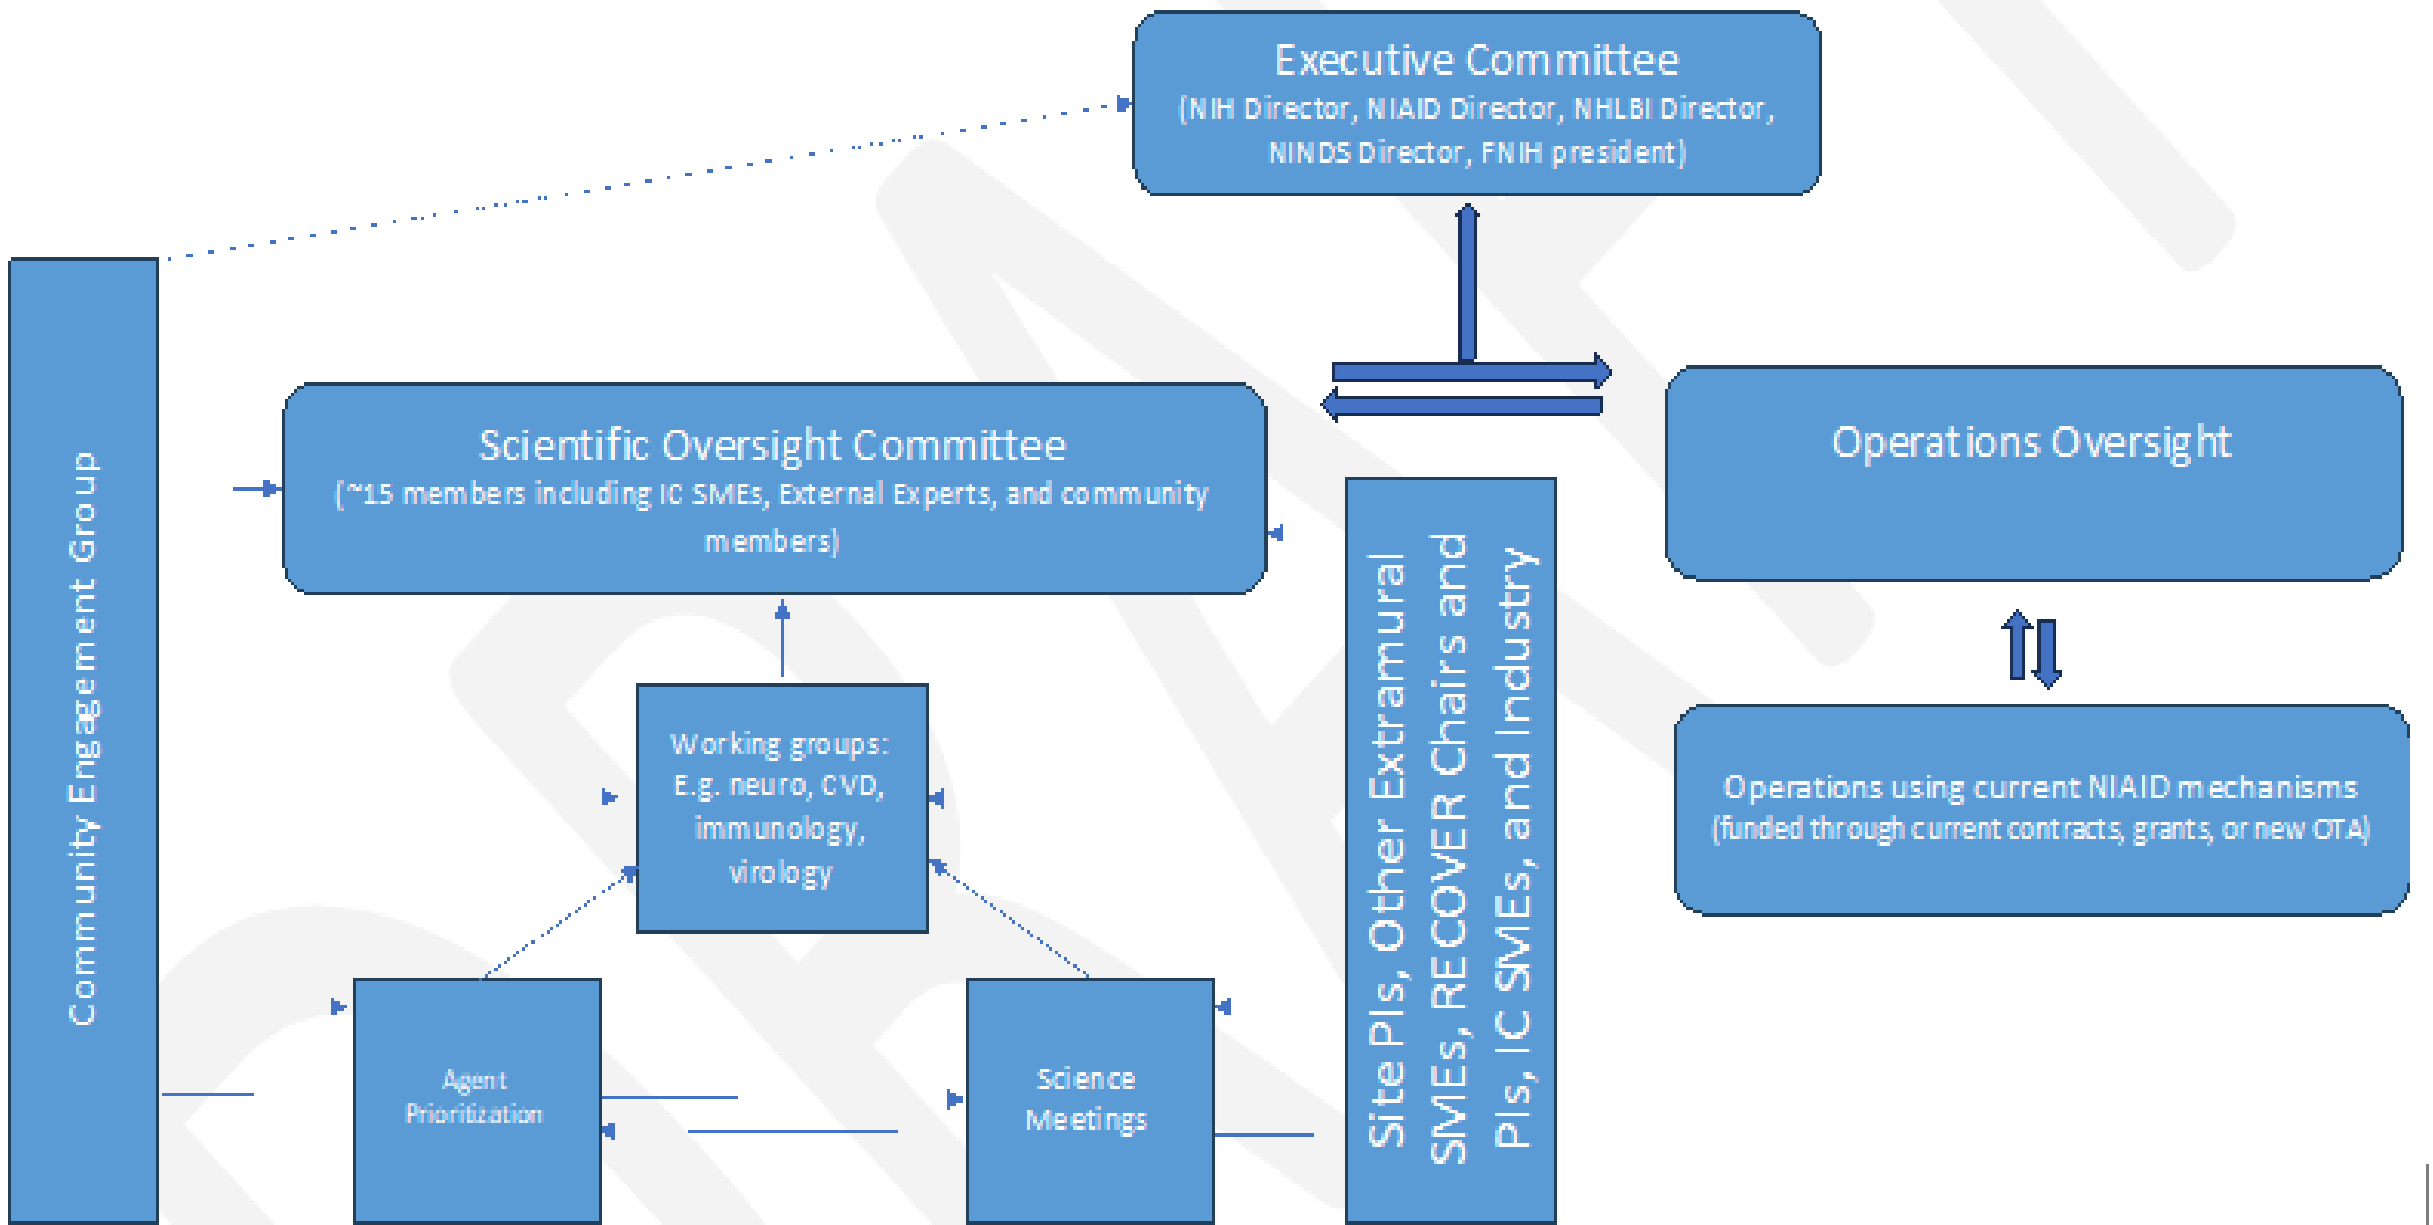 Executive Committee
(NIH Director, NIAID Director, NHLBI Director,
NINDS Director, FNIH president)
Community Engagement Group
Scientific Oversight Committee
(~15 members including IC SMEs, External Experts, and community
members)
Operations Oversight
Working groups:
E.g. neuro, CVD,
immunology,
virology
Site PIs, Other Extramural
SMEs, RECOVER Chairs and
PIs, IC SMEs, and Industry
Operations using current NIAID mechanisms
(funded through current contracts, grants, or new OTA)
Agent
Prioritization
Science
Meetings